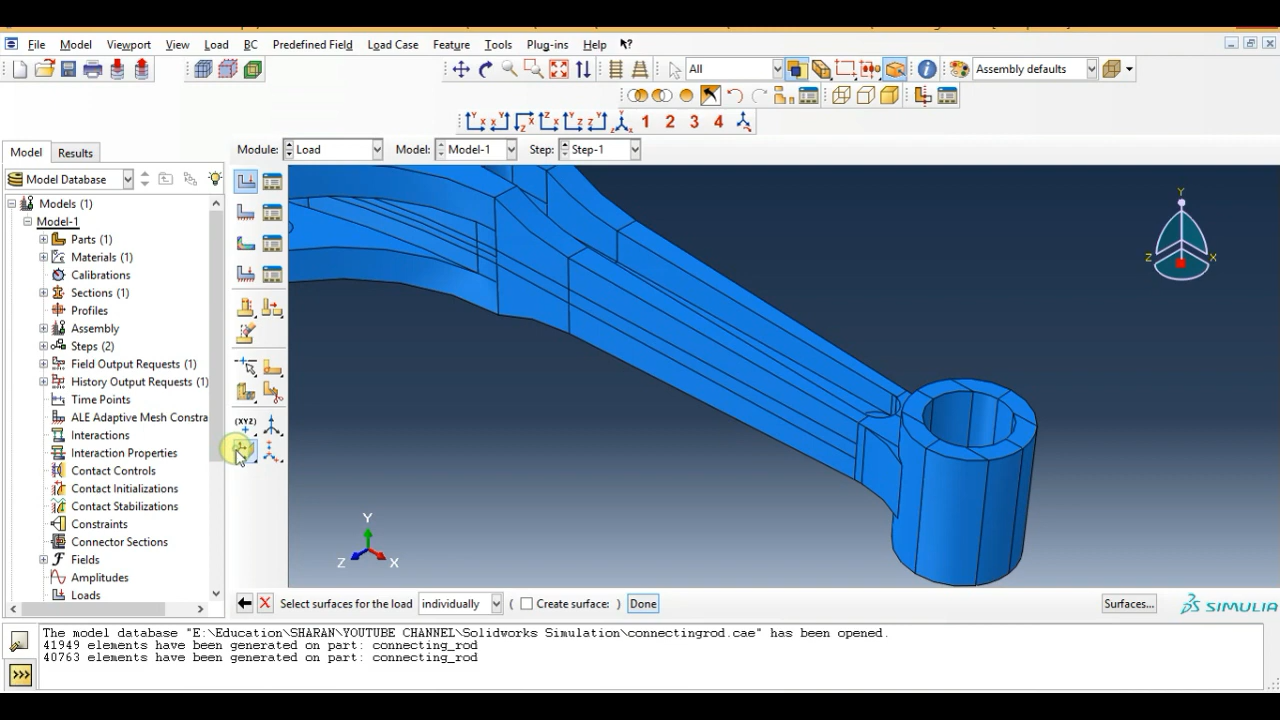 File Model Viewport View Load BC Predefined Field Load Case Feature Tools Plug-ins Help
All Assembly defaults
1 2 3 4
Model Results Module: Load Model: Model-1 Step: Step-1
Model Database
Models (1)
Model-1
Parts (1)
Materials (1)
Calibrations
Sections (1)
Profiles
Assembly
Steps (2)
Field Output Requests (1)
History Output Requests (1)
Time Points
ALE Adaptive Mesh Constra
Interactions
Interaction Properties
Contact Controls
Contact Initializations
Contact Stabilizations
Constraints
Connector Sections
Fields
Amplitudes
Loads
(XYZ)
Y
Z X
Y
Z X
Select surfaces for the load individually ( Create surface: ) Done Surfaces...
SIMULIA
The model database "E:\Education\SHARAN\YOUTUBE CHANNEL\Solidworks Simulation\connectingrod.cae" has been opened.
41949 elements have been generated on part: connecting_rod
40763 elements have been generated on part: connecting_rod
>>>